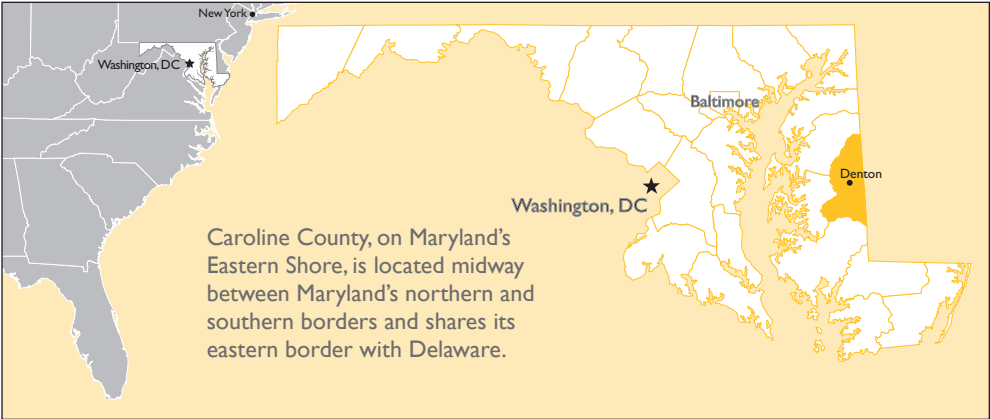 New York
Washington, DC
Baltimore
Denton
Washington, DC
Caroline County, on Maryland's
Eastern Shore, is located midway
between Maryland's northern and
southern borders and shares its
eastern border with Delaware.